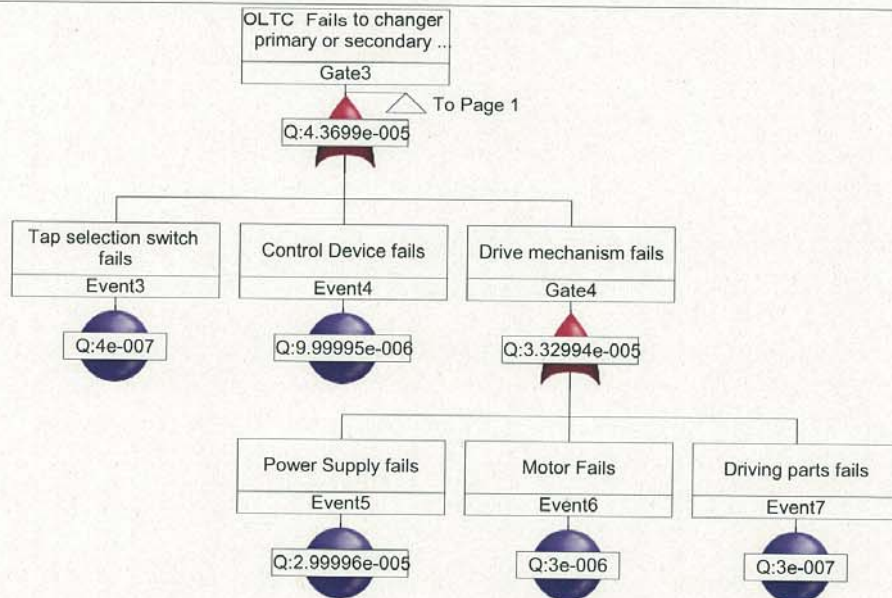 OLTC Fails to changer
primary or secondary ...
Gate3
To Page 1
Q:4.3699e-005
Tap selection switch
fails
Event3
Q:4e-007
Control Device fails
Event4
Q:9.99995e-006
Drive mechanism fails
Gate4
Q:3.32994e-005
Power Supply fails
Event5
Q:2.99996e-005
Motor Fails
Event6
Q:3e-006
Driving parts fails
Event7
Q:3e-007